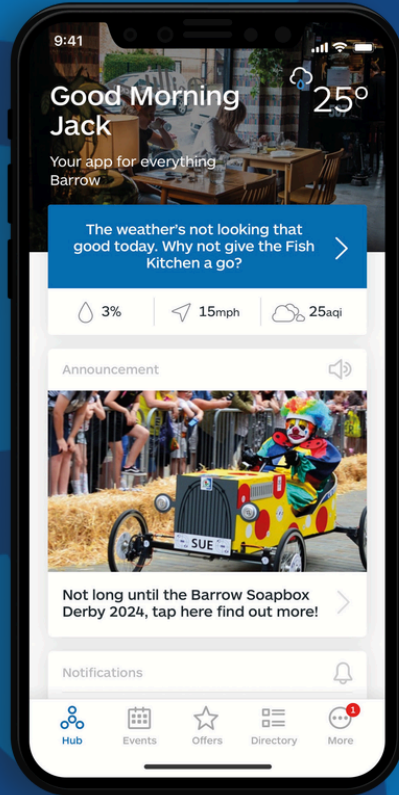 9:41
Good Morning
Jack
25°
Your app for everything
Barrow
The weather's not looking that
good today. Why not give the Fish
Kitchen a go?
3%
15mph
25aqi
Announcement
SUE
Not long until the Barrow Soapbox
Derby 2024, tap here find out more!
Notifications
1
Hub
Events
Offers
Directory
More